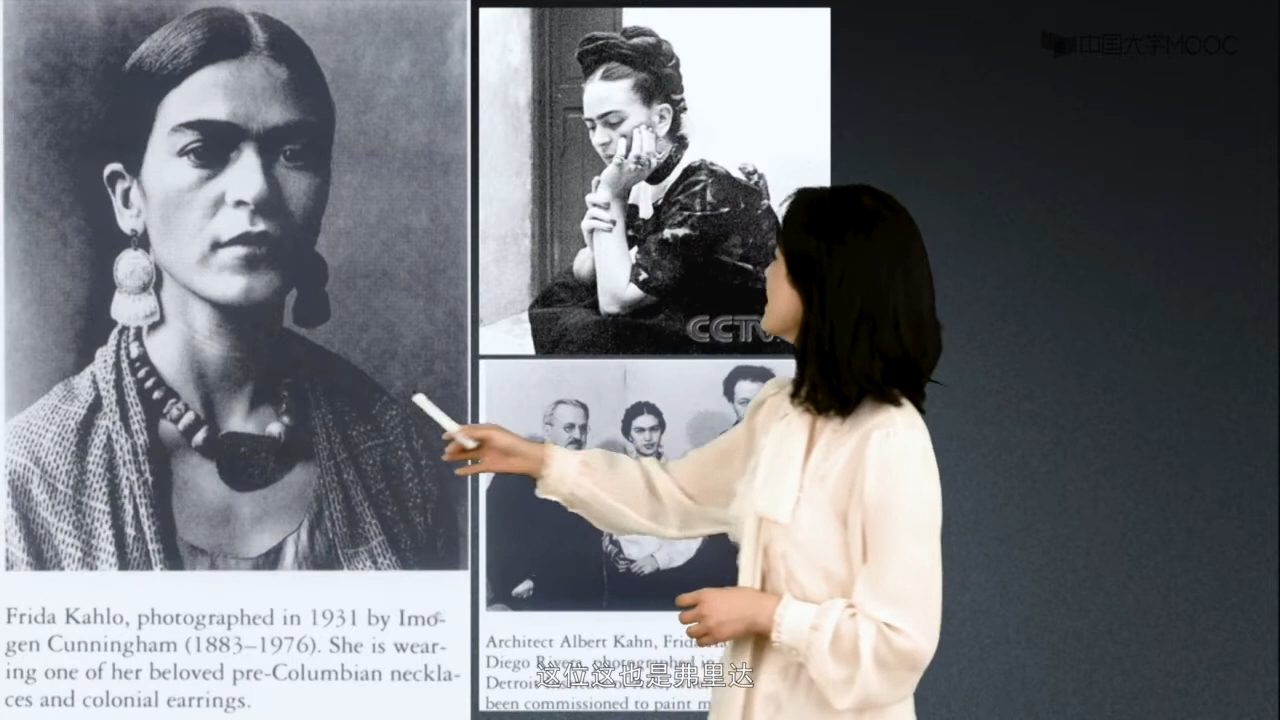 中国大学MOOC
CCTV
Frida Kahlo, photographed in 1931 by Imo-
gen Cunningham (1883–1976). She is wear-
ing one of her beloved pre-Columbian neckla-
ces and colonial earrings.
Architect Albert Kahn, Frida
Diego
Detroit
been commissioned to paint
这位这也是弗里达